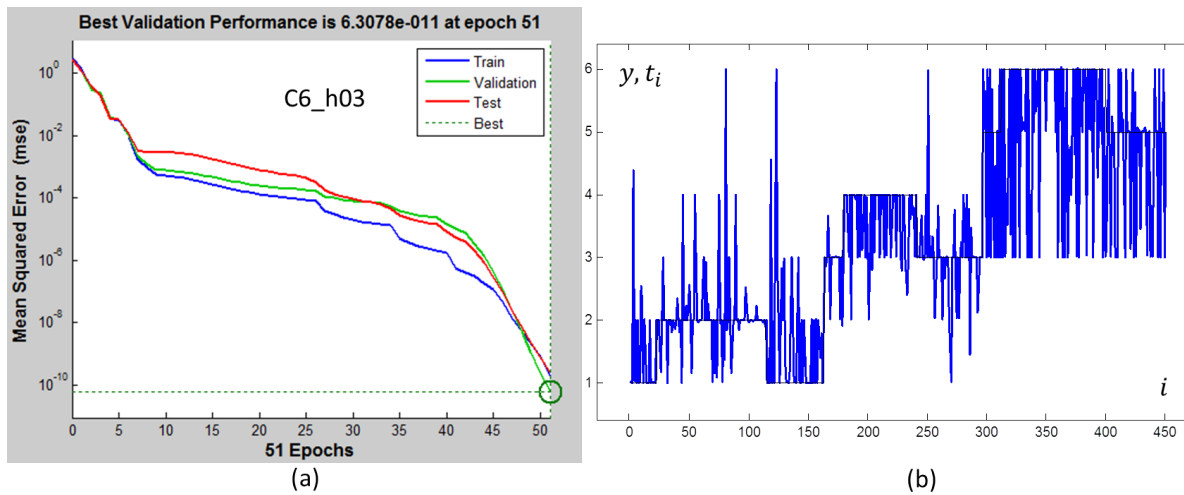 Best Validation Performance is 6.3078e-011 at epoch 51
Mean Squared Error (mse)
10^0
10^-2
10^-4
10^-6
10^-8
10^-10
C6_h03
Train
Validation
Test
Best
0 5 10 15 20 25 30 35 40 45 50
51 Epochs
(a)
y, t_i
6
5
4
3
2
1
i
0 50 100 150 200 250 300 350 400 450
(b)